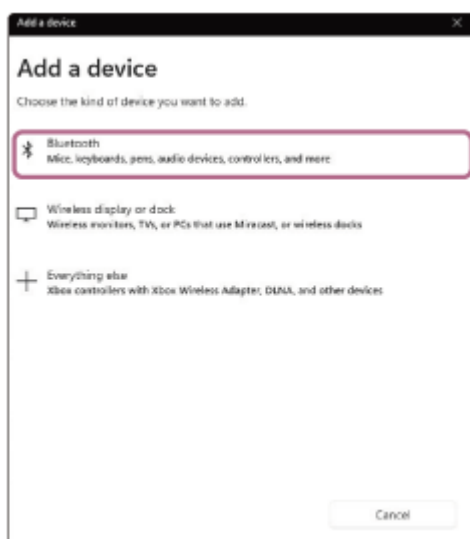 Add a device
Add a device
Choose the kind of device you want to add.
Bluetooth
Mice, keyboards, pens, audio devices, controllers, and more
Wireless display or dock
Wireless monitors, TVs, or PCs that use Miracast, or wireless docks
Everything else
Xbox controllers with Xbox Wireless Adapter, DLNA, and other devices
Cancel